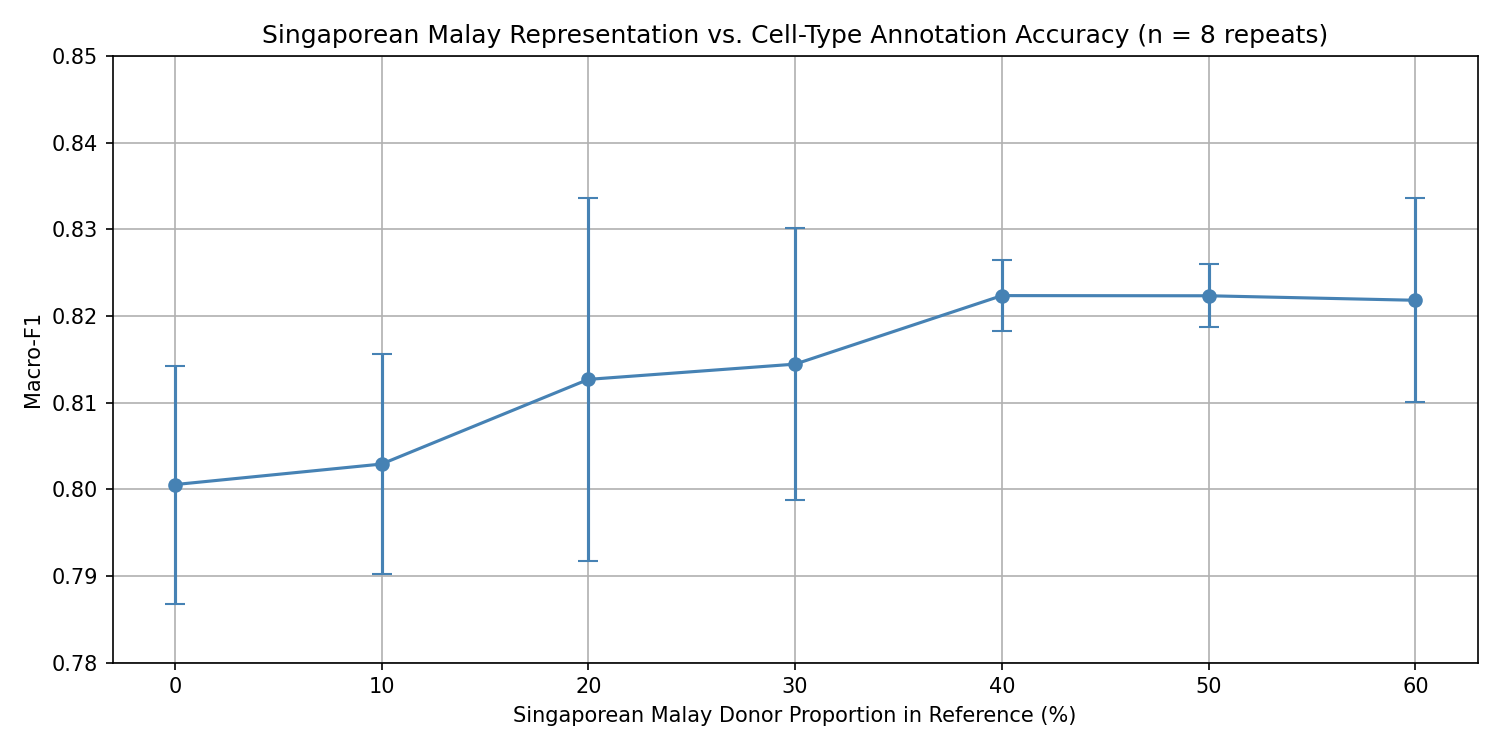 Singaporean Malay Representation vs. Cell-Type Annotation Accuracy (n = 8 repeats)
0.85
0.84
0.83
0.82
0.81
0.80
0.79
0.78
Macro-F1
0 10 20 30 40 50 60
Singaporean Malay Donor Proportion in Reference (%)